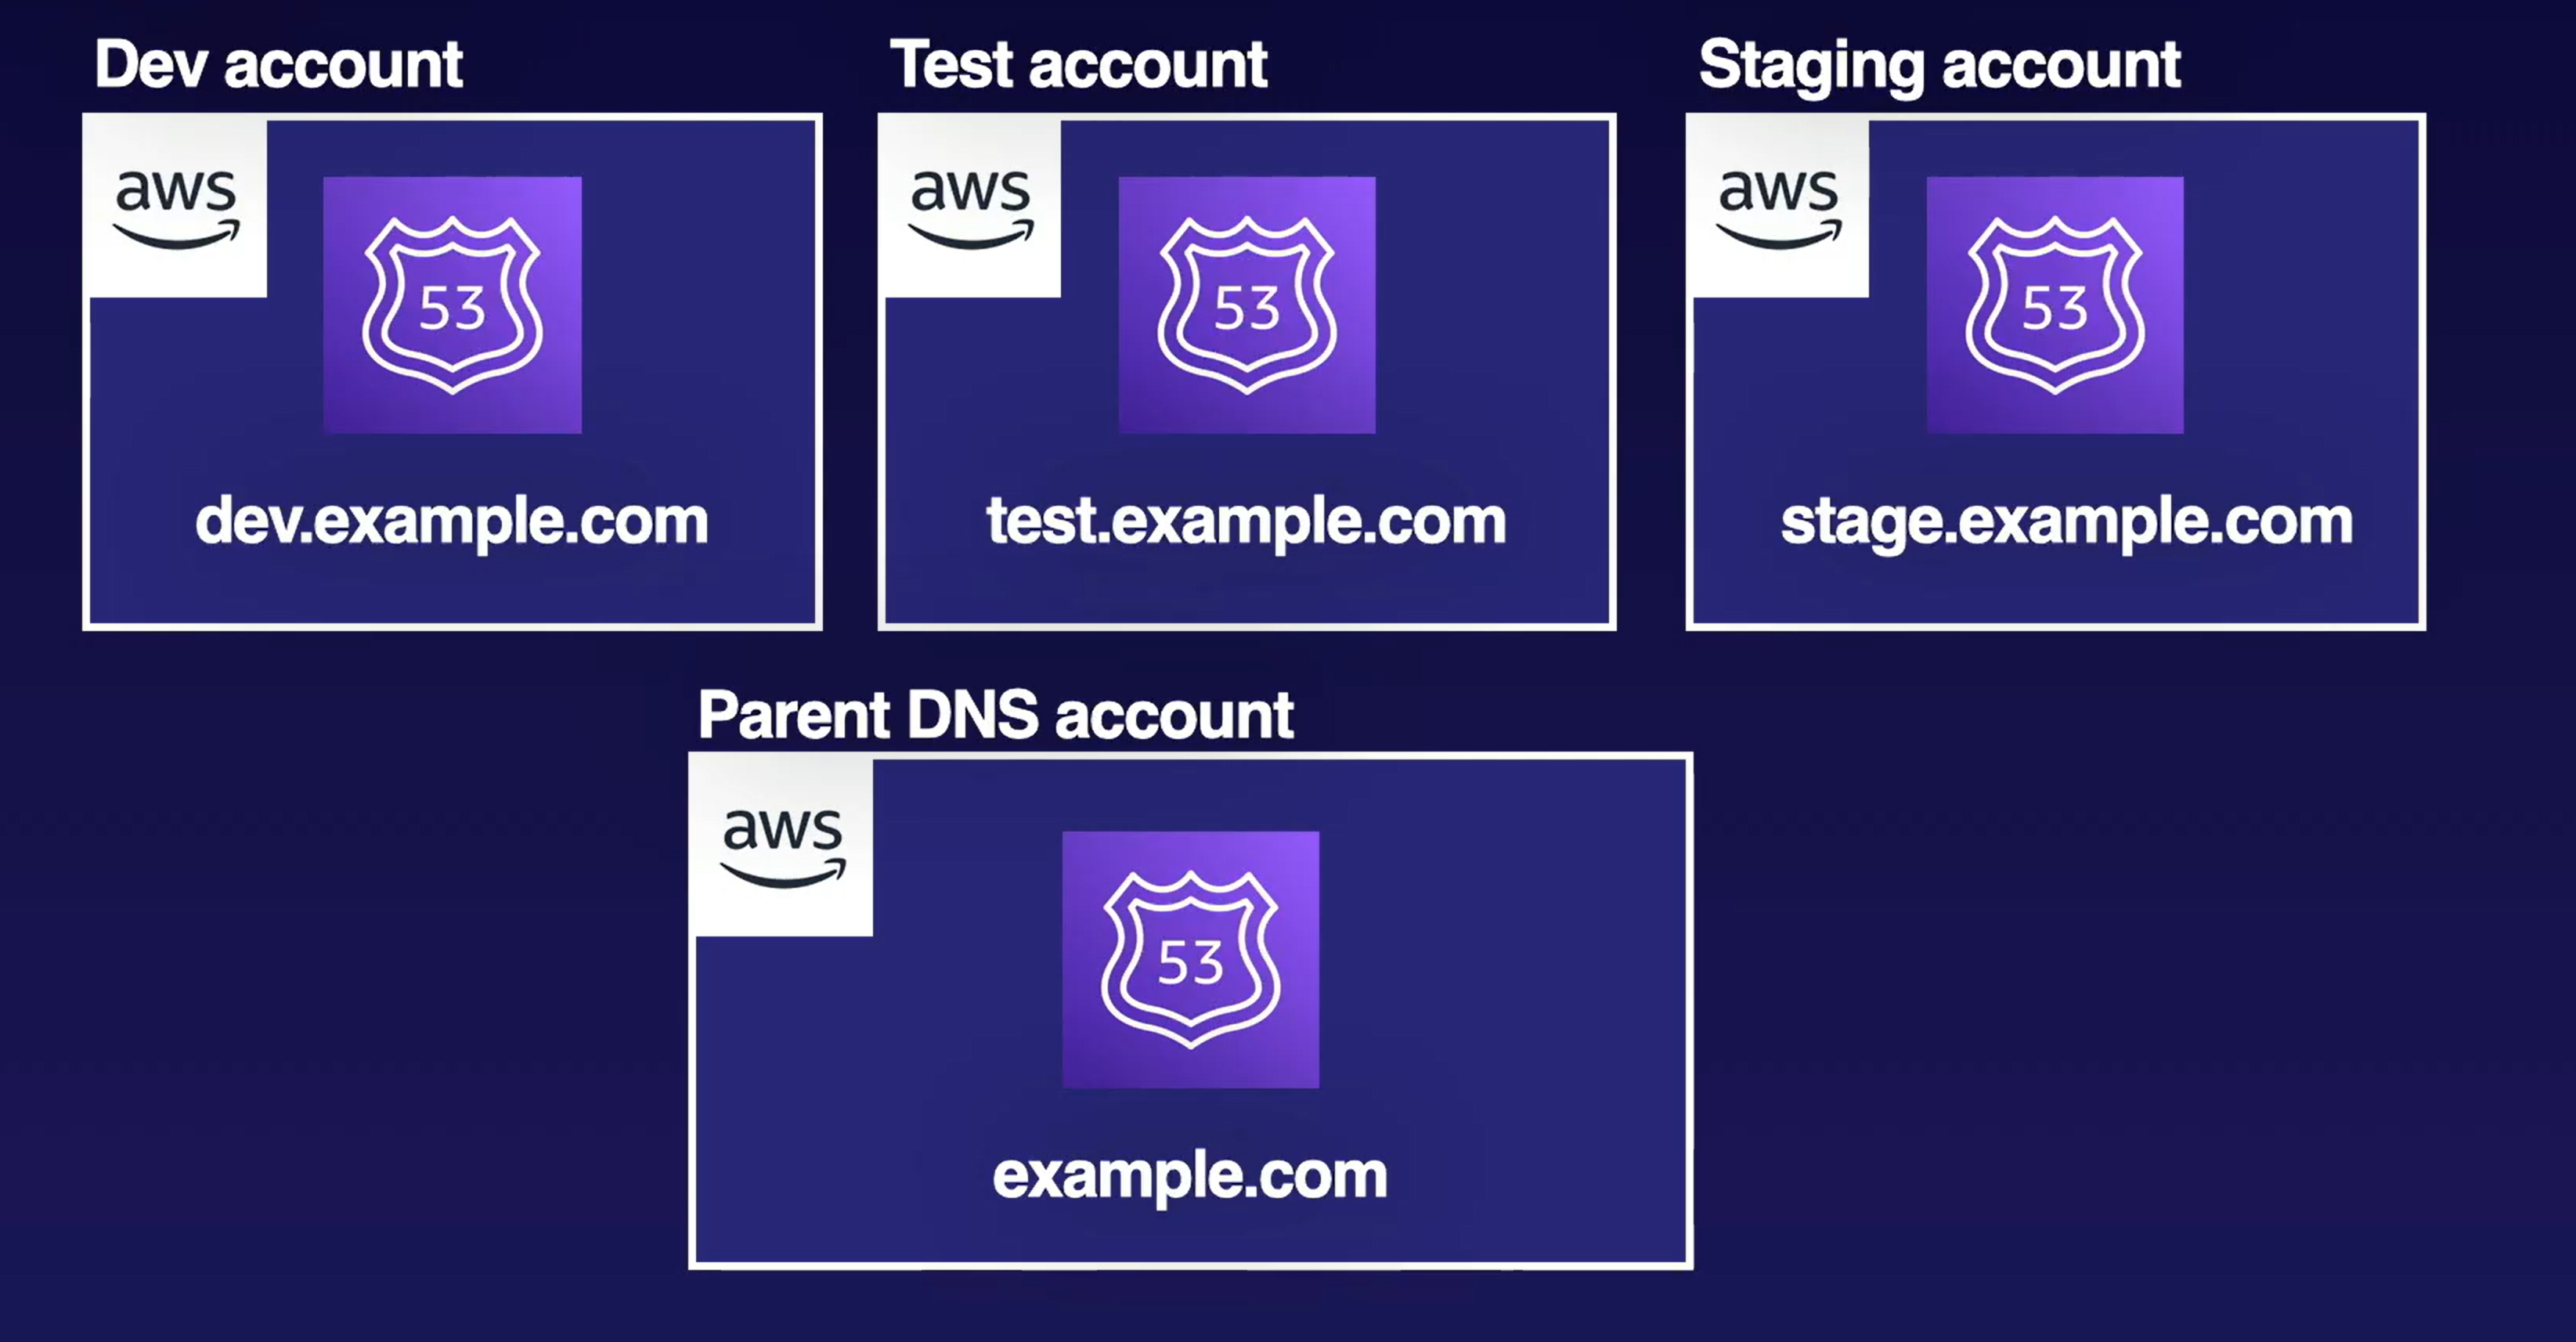 Dev account
Test account
Staging account
aws
53
dev.example.com
aws
53
test.example.com
aws
53
stage.example.com
Parent DNS account
aws
53
example.com